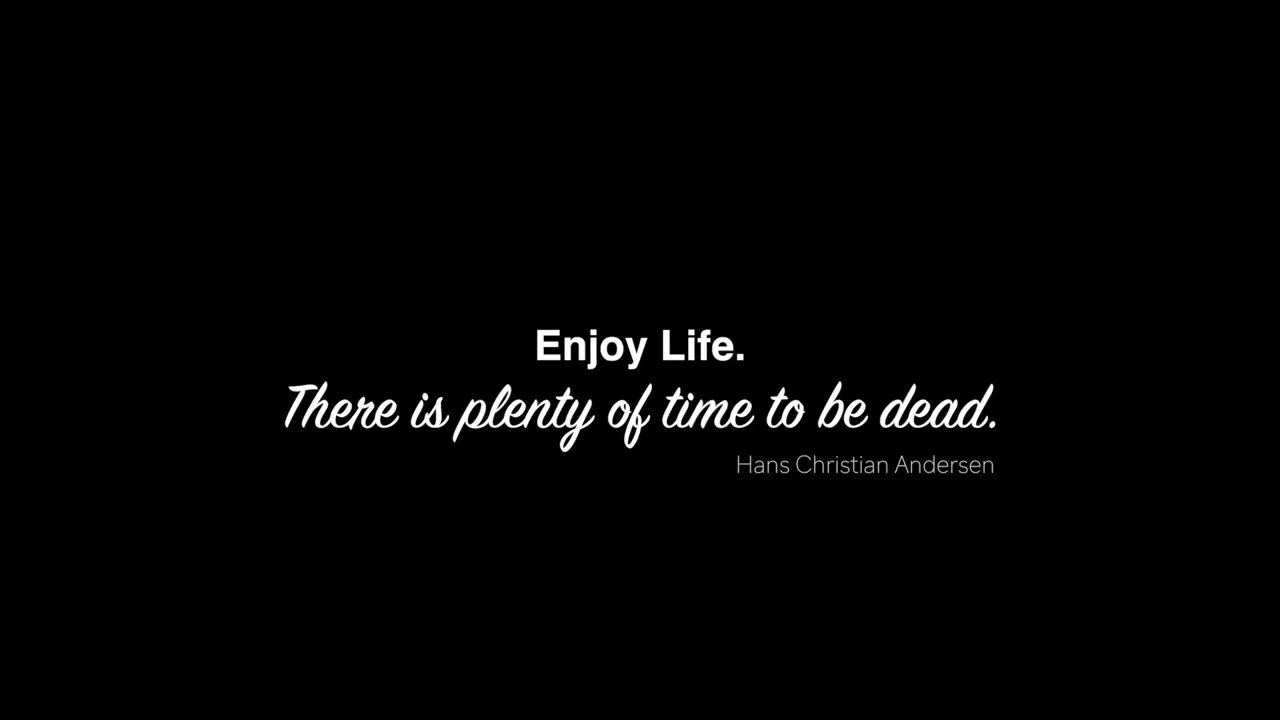 Enjoy Life.
There is plenty of time to be dead.
Hans Christian Andersen